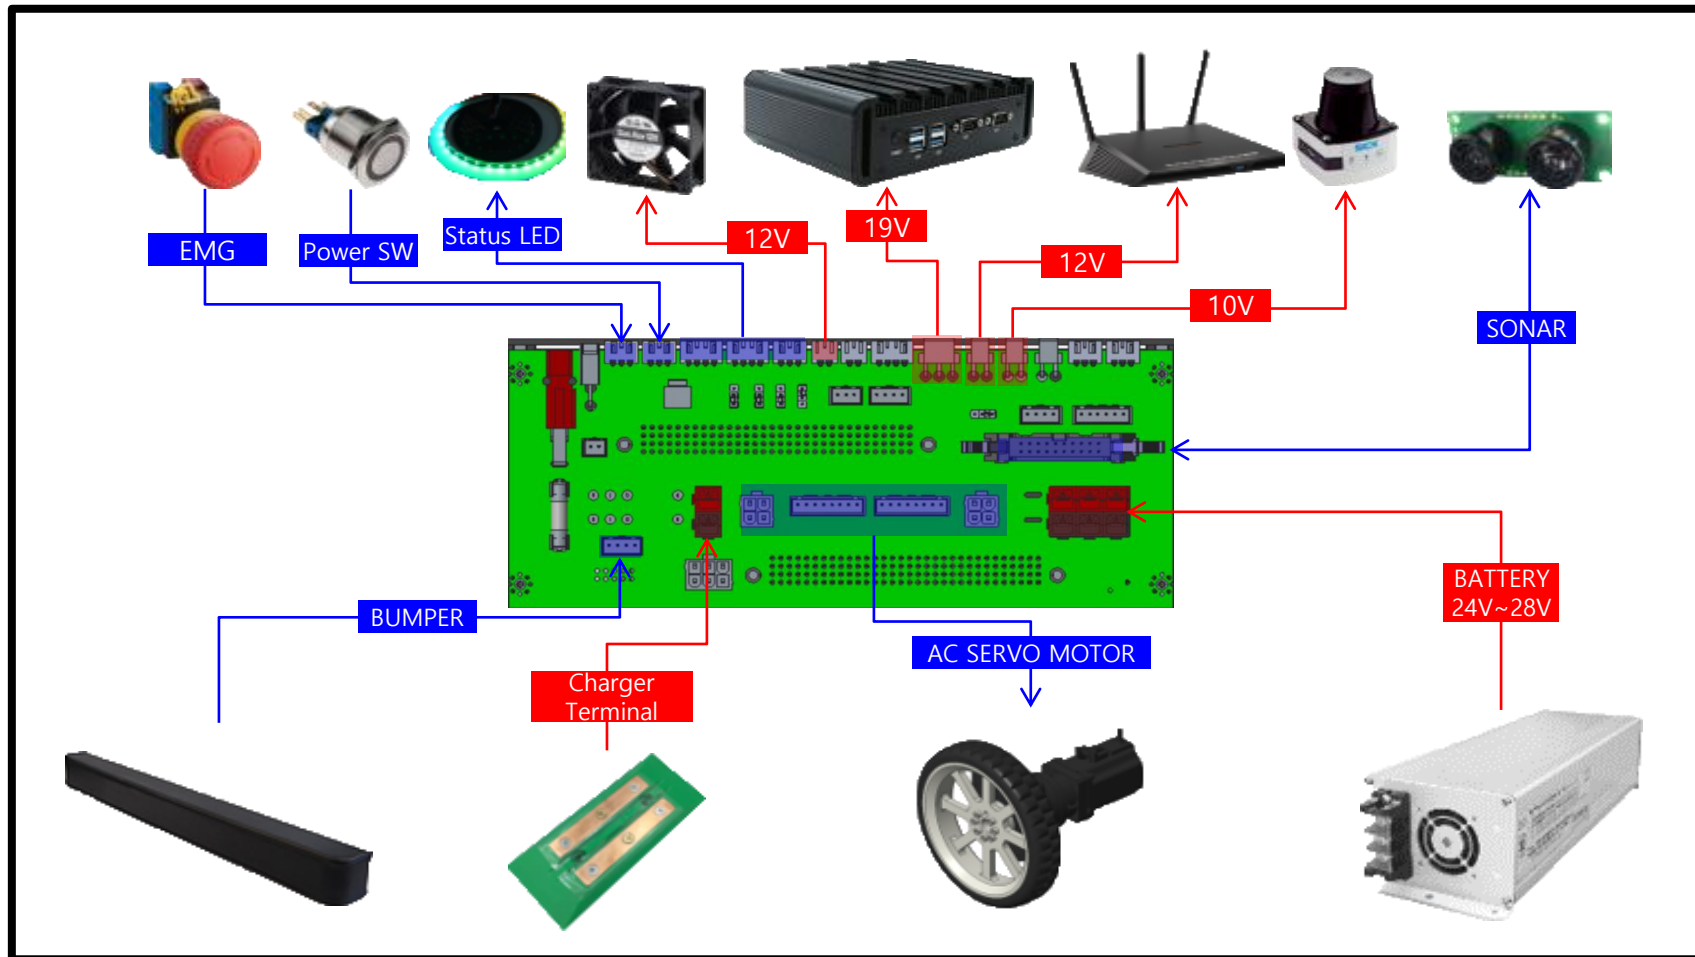 EMG
Power SW
Status LED
12V
19V
12V
10V
SONAR
BUMPER
Charger
Terminal
AC SERVO MOTOR
BATTERY
24V~28V